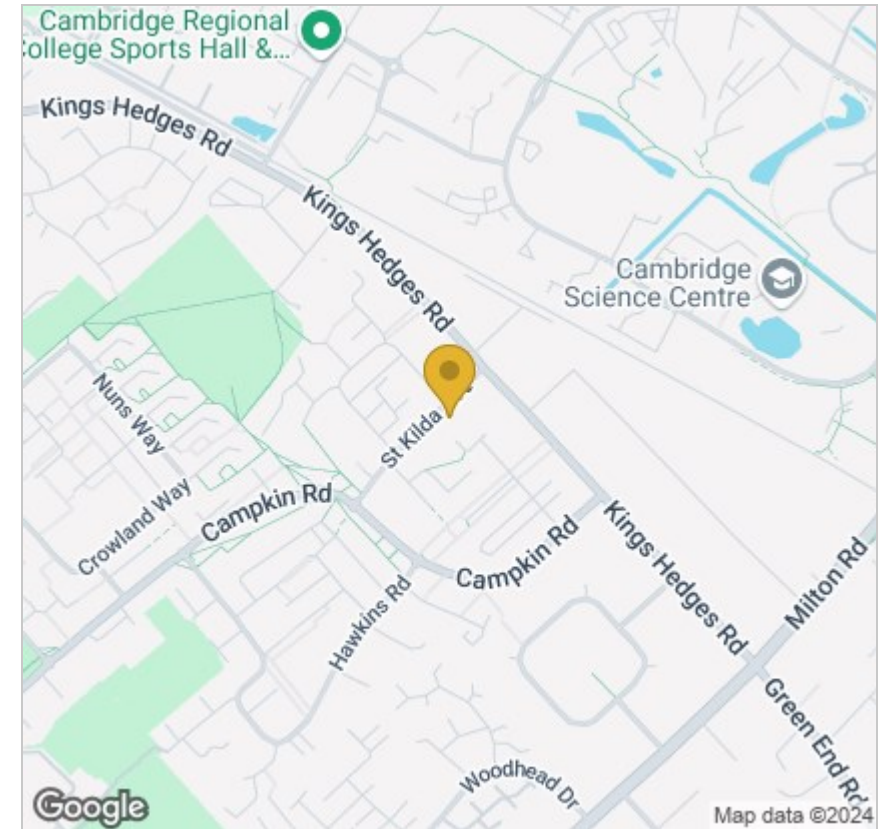 Cambridge Regional
College Sports Hall &...
Kings Hedges Rd
Kings Hedges Rd
Cambridge
Science Centre
St Kilda
Nuns Way
Crowland Way
Campkin Rd
Campkin Rd
Kings Hedges Rd
Hawkins Rd
Milton Rd
Green End Rd
Woodhead Dr
Google
Map data ©2024